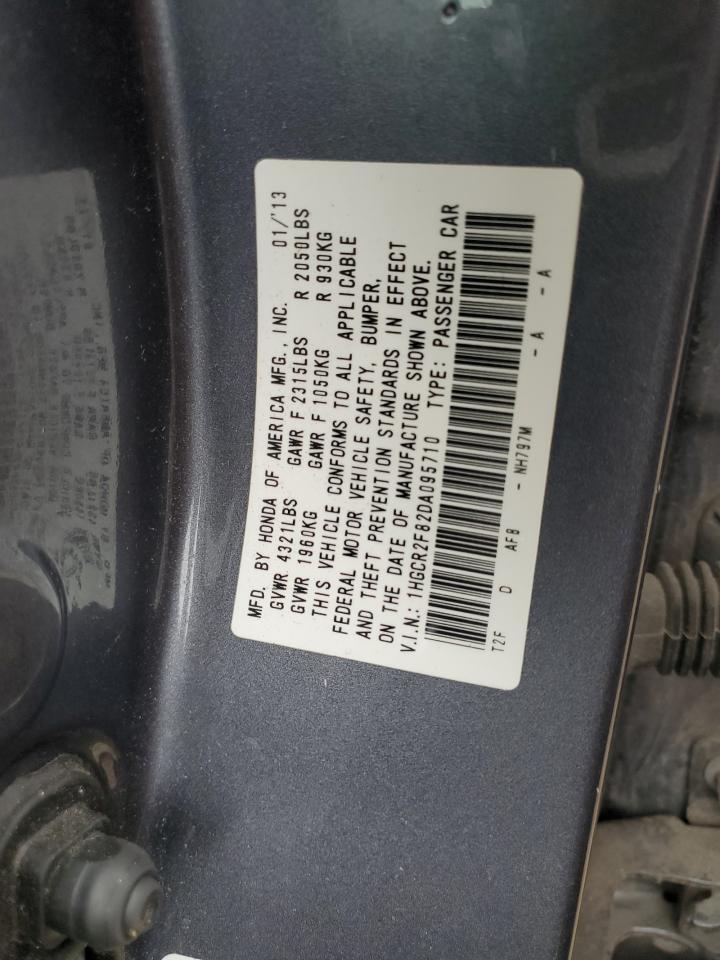 MFD. BY HONDA OF AMERICA MFG., INC. 01/'13
GVWR 4321LBS GAWR F 2315LBS R 2050LBS
GVWR 1960KG GAWR F 1050KG R 930KG
THIS VEHICLE CONFORMS TO ALL APPLICABLE
FEDERAL MOTOR VEHICLE SAFETY, BUMPER,
AND THEFT PREVENTION STANDARDS IN EFFECT
ON THE DATE OF MANUFACTURE SHOWN ABOVE.
V.I.N.: 1HGCR2F82DA095710 TYPE: PASSENGER CAR
T2F D AFB - NH797M - A - A